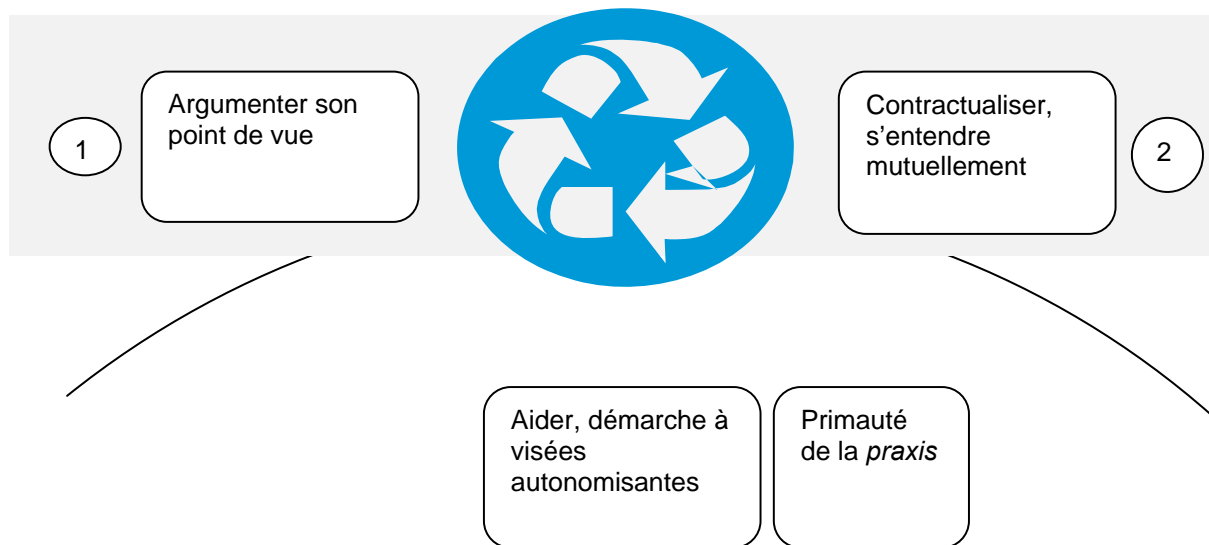 1
Argumenter son
point de vue
Contractualiser,
s’entendre
mutuellement
2
Aider, démarche à
visées
autonomisantes
Primauté
de la praxis